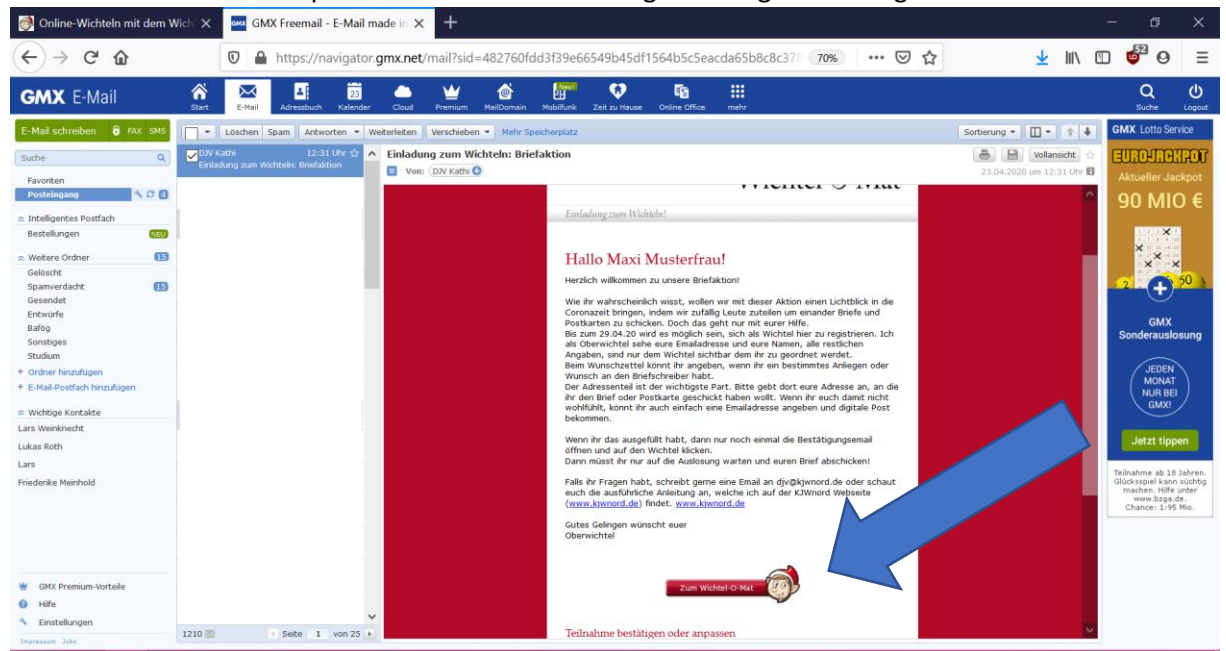 Online-Wichteln mit dem Wich
GMX Freemail - E-Mail made in
https://navigator.gmx.net/mail?sid=482760fdd3f39e66549b45df1564b5c5eacda65b8c8c378
70%
52
GMX E-Mail
Start
E-Mail
Adressbuch
Kalender
Cloud
Premium
MailDomain
Mobilfunk
Zeit zu Hause
Online Office
mehr
Suche
Logout
E-Mail schreiben FAX SMS
Löschen Spam Antworten Weiterleiten Verschieben Mehr Speicherplatz
Sortierung
Suche
Favoriten
Posteingang 4
Intelligentes Postfach
Bestellungen NEU
Weitere Ordner 15
Gelöscht
Spamverdacht 15
Gesendet
Entwürfe
Bafög
Sonstiges
Studium
+ Ordner hinzufügen
+ E-Mail-Postfach hinzufügen
Wichtige Kontakte
Lars Weinknecht
Lukas Roth
Lars
Friederike Meinhold
GMX Premium-Vorteile
Hilfe
Einstellungen
Impressum Jobs
DJV Kathi 12:31 Uhr
Einladung zum Wichteln: Briefaktion
1210
Seite 1 von 25
Einladung zum Wichteln: Briefaktion
Von: DJV Kathi
Vollansicht
23.04.2020 um 12:31 Uhr
Einladung zum Wichteln!
Hallo Maxi Musterfrau!
Herzlich willkommen zu unsere Briefaktion!
Wie ihr wahrscheinlich wisst, wollen wir mit dieser Aktion einen Lichtblick in die
Coronazeit bringen, indem wir zufällig Leute zuteilen um einander Briefe und
Postkarten zu schicken. Doch das geht nur mit eurer Hilfe.
Bis zum 29.04.20 wird es möglich sein, sich als Wichtel hier zu registrieren. Ich
als Oberwichtel sehe eure Emailadresse und eure Namen, alle restlichen
Angaben, sind nur dem Wichtel sichtbar dem ihr zu geordnet werdet.
Beim Wunschzettel könnt ihr angeben, wenn ihr ein bestimmtes Anliegen oder
Wunsch an den Briefschreiber habt.
Der Adressenteil ist der wichtigste Part. Bitte gebt dort eure Adresse an, an die
ihr den Brief oder Postkarte geschickt haben wollt. Wenn ihr euch damit nicht
wohlfühlt, könnt ihr auch einfach eine Emailadresse angeben und digitale Post
bekommen.
Wenn ihr das ausgefüllt habt, dann nur noch einmal die Bestätigungsemail
öffnen und auf den Wichtel klicken.
Dann müsst ihr nur auf die Auslosung warten und euren Brief abschicken!
Falls ihr Fragen habt, schreibt gerne eine Email an djv@kjwnord.de oder schaut
euch die ausführliche Anleitung an, welche ich auf der KJWnord Webseite
(www.kjwnord.de) findet. www.kjwnord.de
Gutes Gelingen wünscht euer
Oberwichtel
Zum Wichtel-O-Mat
Teilnahme bestätigen oder anpassen
GMX Lotto Service
EUROJACKPOT
Aktueller Jackpot
90 MIO €
GMX
Sonderauslosung
JEDEN
MONAT
NUR BEI
GMX!
Jetzt tippen
Teilnahme ab 18 Jahren.
Glücksspiel kann süchtig
machen. Hilfe unter
www.bzga.de.
Chance: 1:95 Mio.